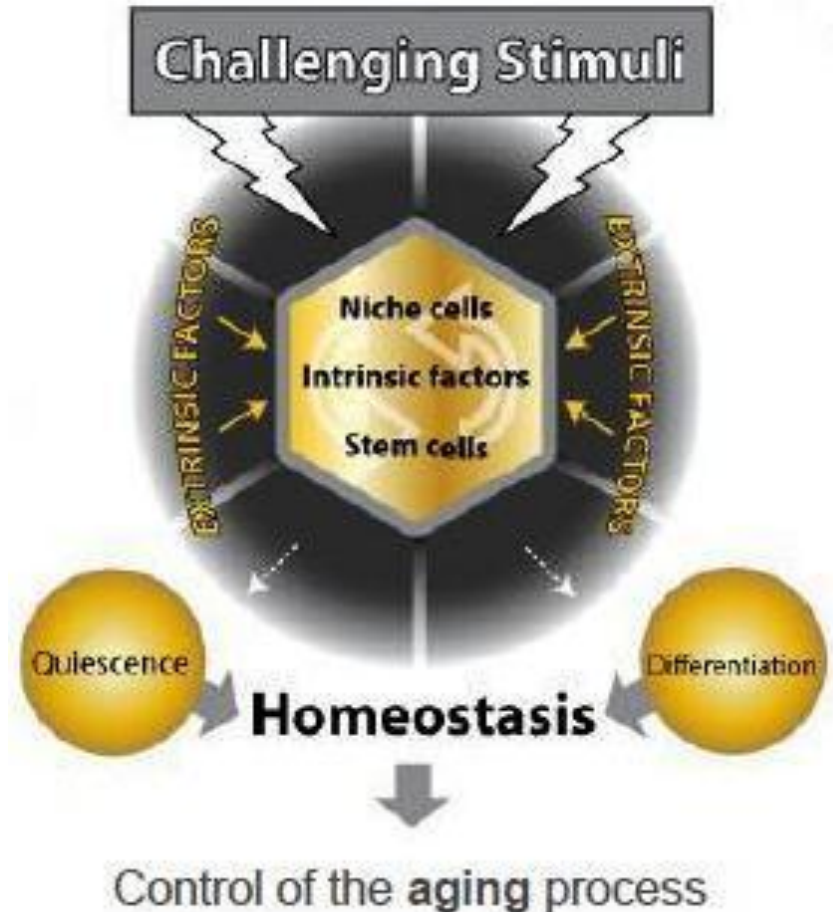 Challenging Stimuli
EXTRINSIC FACTORS
EXTRINSIC FACTORS
Niche cells
Intrinsic factors
Stem cells
Quiescence
Differentiation
Homeostasis
Control of the aging process